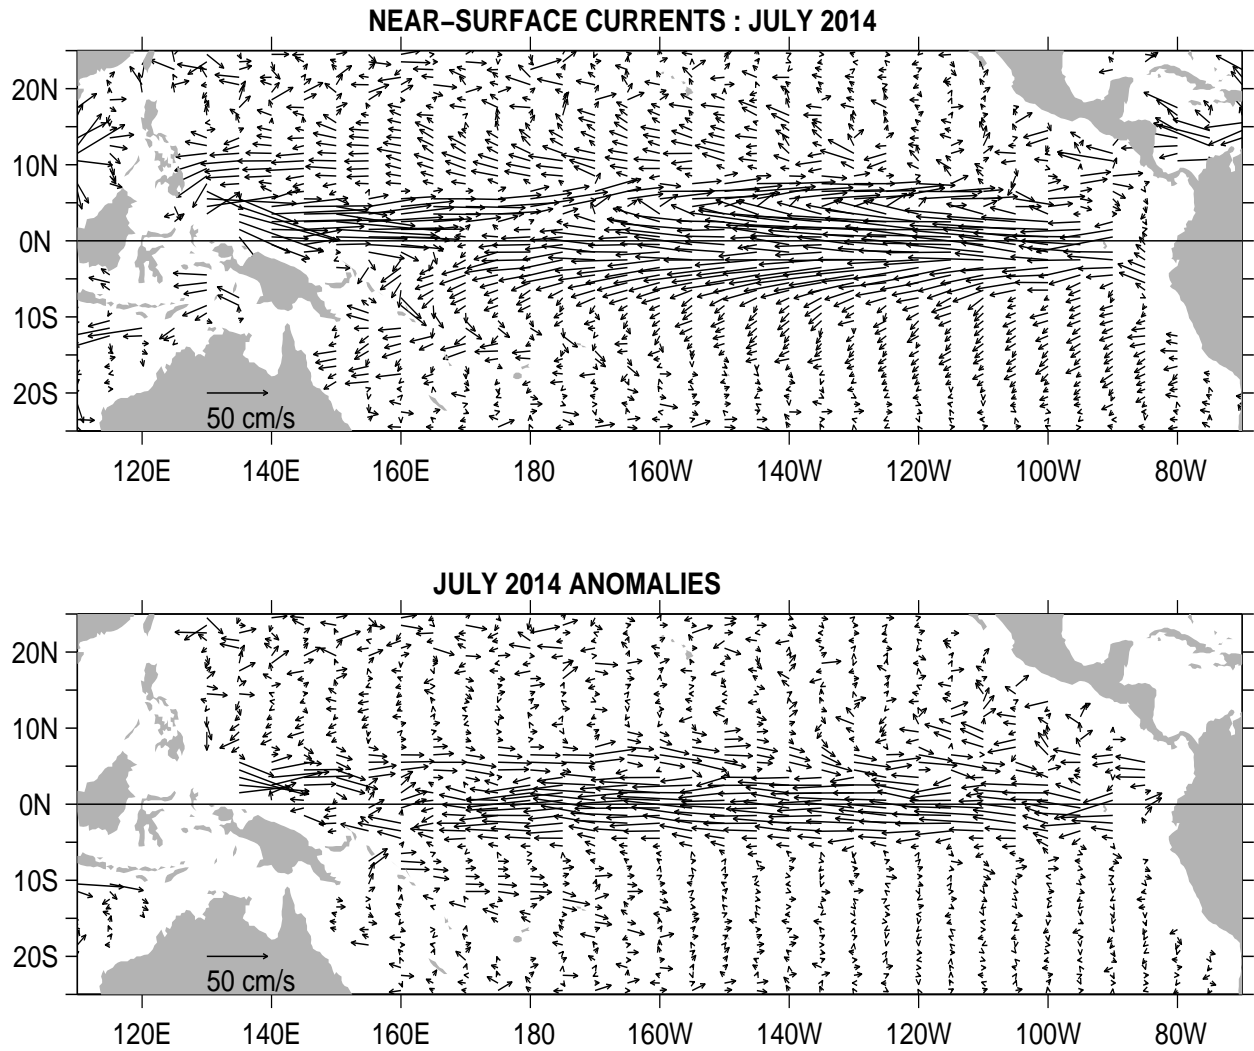 NEAR–SURFACE CURRENTS : JULY 2014
20N
10N
0N
10S
20S
50 cm/s
120E 140E 160E 180 160W 140W 120W 100W 80W
JULY 2014 ANOMALIES
20N
10N
0N
10S
20S
50 cm/s
120E 140E 160E 180 160W 140W 120W 100W 80W